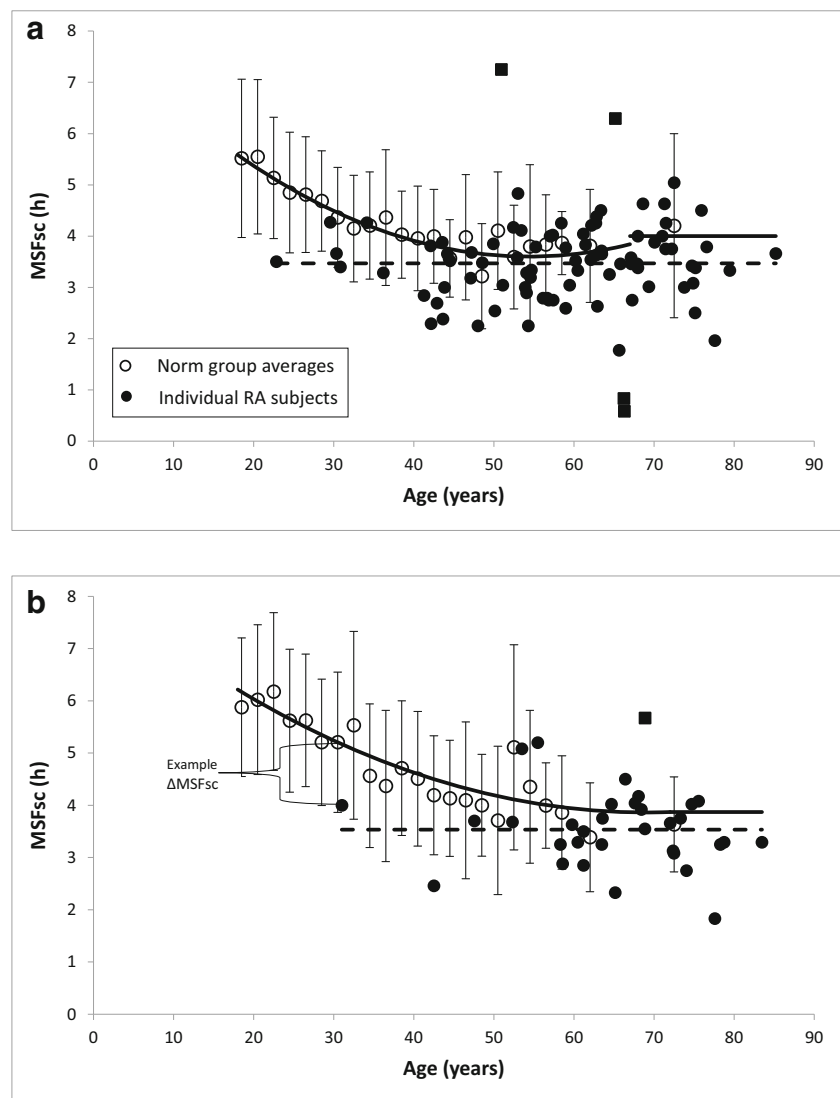 a
8
7
6
5
4
3
2
1
0
MSFsc (h)
Norm group averages
Individual RA subjects
0 10 20 30 40 50 60 70 80 90
Age (years)
b
8
7
6
5
4
3
2
1
0
MSFsc (h)
Example
ΔMSFsc
0 10 20 30 40 50 60 70 80 90
Age (years)